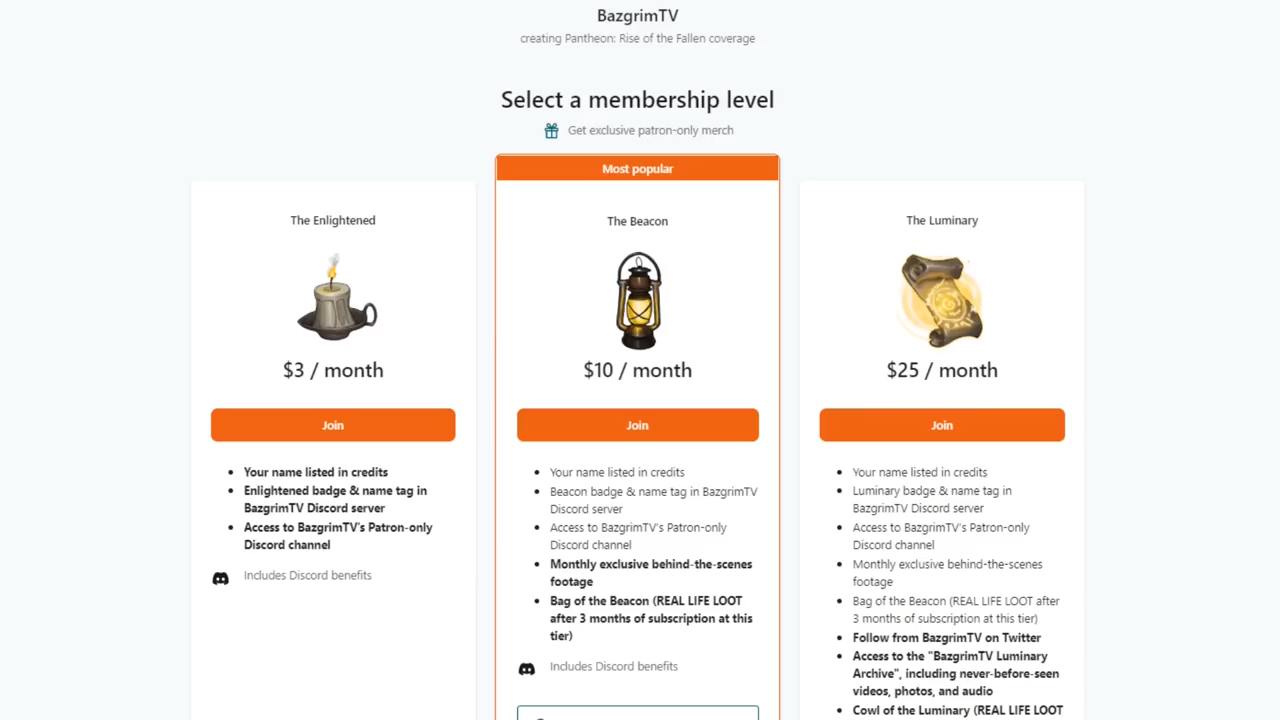 BazgrimTV
creating Pantheon: Rise of the Fallen coverage
Select a membership level
Get exclusive patron-only merch
Most popular
The Enlightened
$3 / month
Join
Your name listed in credits
Enlightened badge & name tag in
BazgrimTV Discord server
Access to BazgrimTV's Patron-only
Discord channel
Includes Discord benefits
The Beacon
$10 / month
Join
Your name listed in credits
Beacon badge & name tag in BazgrimTV
Discord server
Access to BazgrimTV's Patron-only
Discord channel
Monthly exclusive behind-the-scenes
footage
Bag of the Beacon (REAL LIFE LOOT
after 3 months of subscription at this
tier)
Includes Discord benefits
The Luminary
$25 / month
Join
Your name listed in credits
Luminary badge & name tag in
BazgrimTV Discord server
Access to BazgrimTV's Patron-only
Discord channel
Monthly exclusive behind-the-scenes
footage
Bag of the Beacon (REAL LIFE LOOT after
3 months of subscription at this tier)
Follow from BazgrimTV on Twitter
Access to the "BazgrimTV Luminary
Archive", including never-before-seen
videos, photos, and audio
Cowl of the Luminary (REAL LIFE LOOT